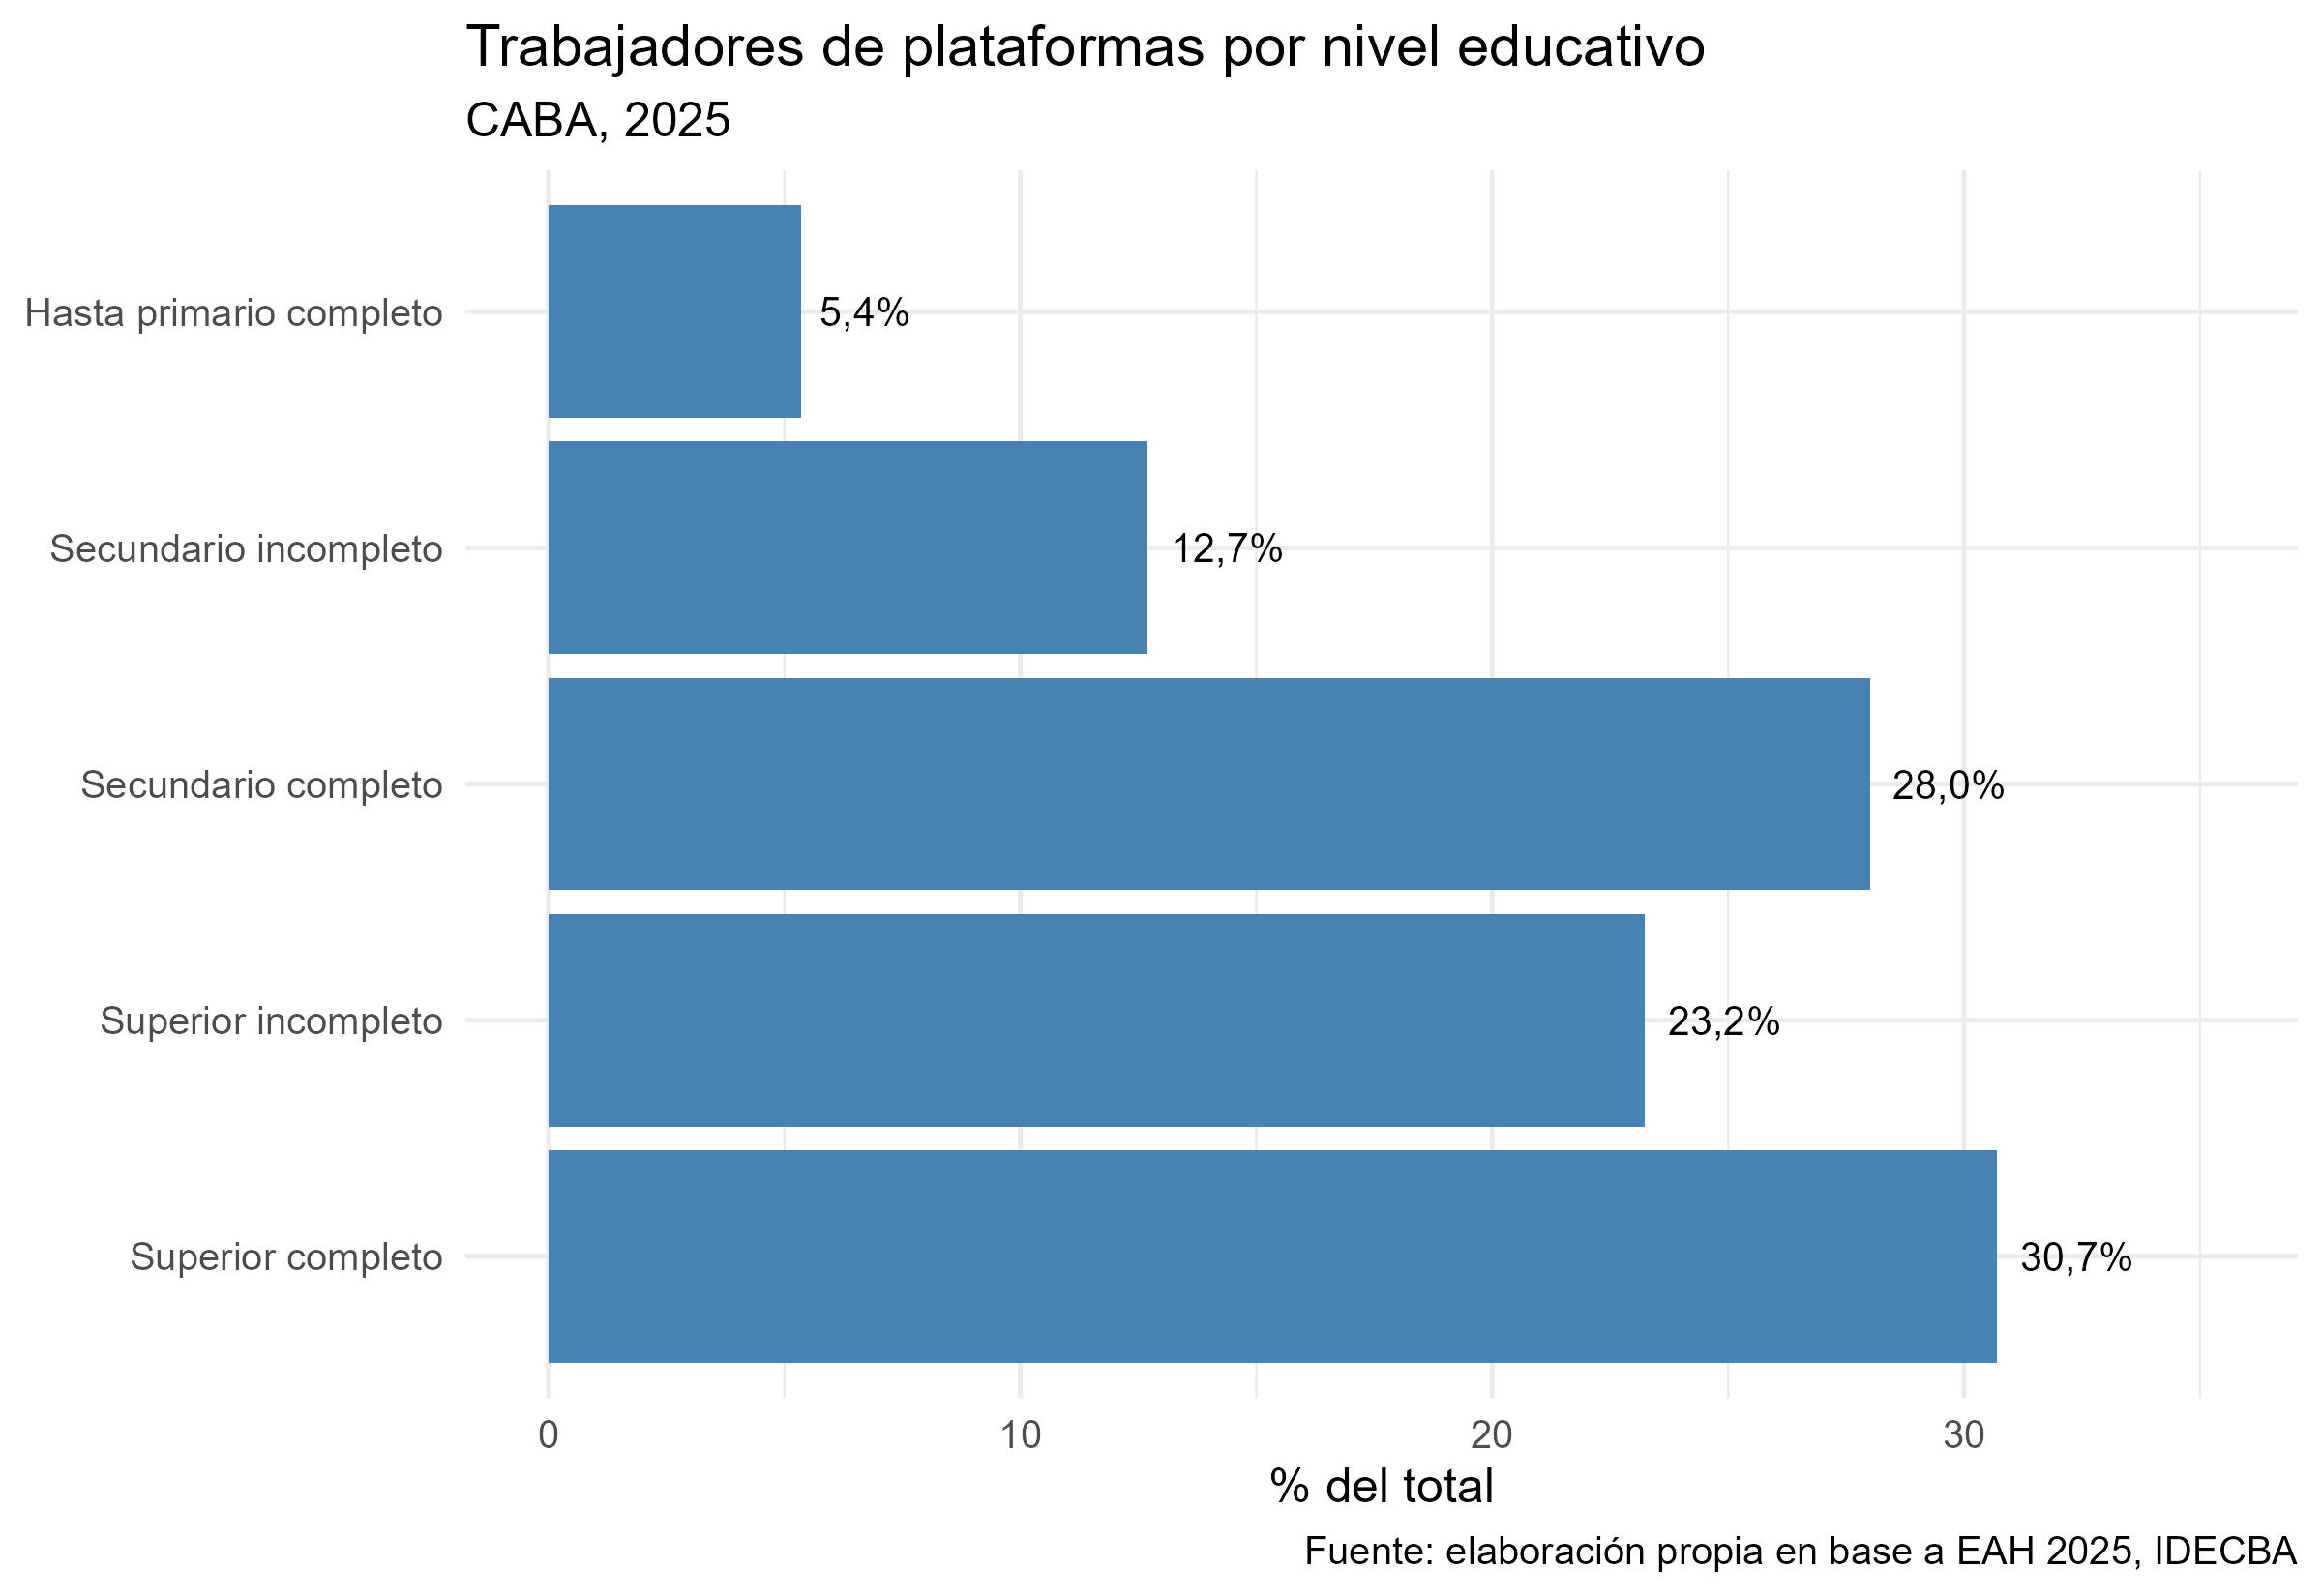 Trabajadores de plataformas por nivel educativo
CABA, 2025
Hasta primario completo
5,4%
Secundario incompleto
12,7%
Secundario completo
28,0%
Superior incompleto
23,2%
Superior completo
30,7%
0 10 20 30
% del total
Fuente: elaboración propia en base a EAH 2025, IDECBA